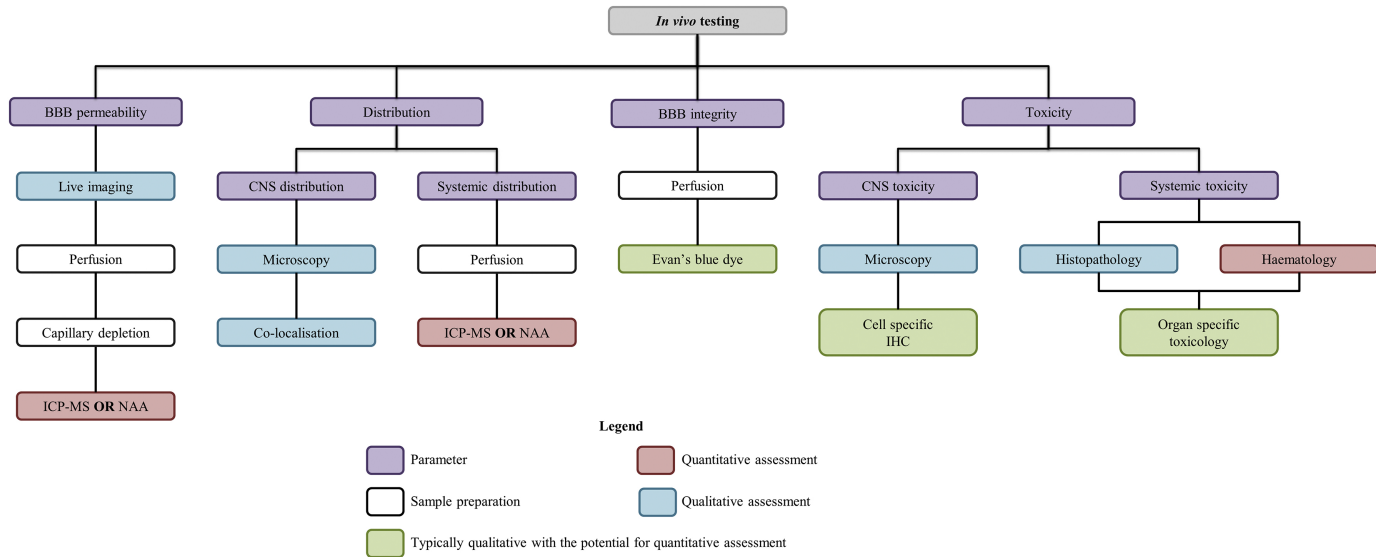 In vivo testing
BBB permeability
Distribution
BBB integrity
Toxicity
Live imaging
CNS distribution
Systemic distribution
Perfusion
CNS toxicity
Systemic toxicity
Perfusion
Microscopy
Perfusion
Evan's blue dye
Microscopy
Histopathology
Haematology
Capillary depletion
Co-localisation
ICP-MS OR NAA
Cell specific
IHC
Organ specific
toxicology
ICP-MS OR NAA
Legend
Parameter
Quantitative assessment
Sample preparation
Qualitative assessment
Typically qualitative with the potential for quantitative assessment